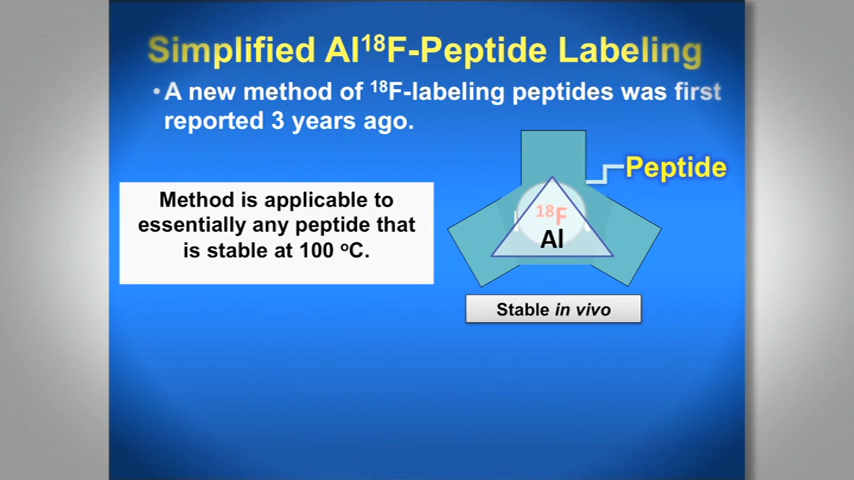 Simplified Al¹⁸F-Peptide Labeling
• A new method of ¹⁸F-labeling peptides was first
reported 3 years ago.
Peptide
Method is applicable to
essentially any peptide that
is stable at 100 ºC.
¹⁸F
Al
Stable in vivo